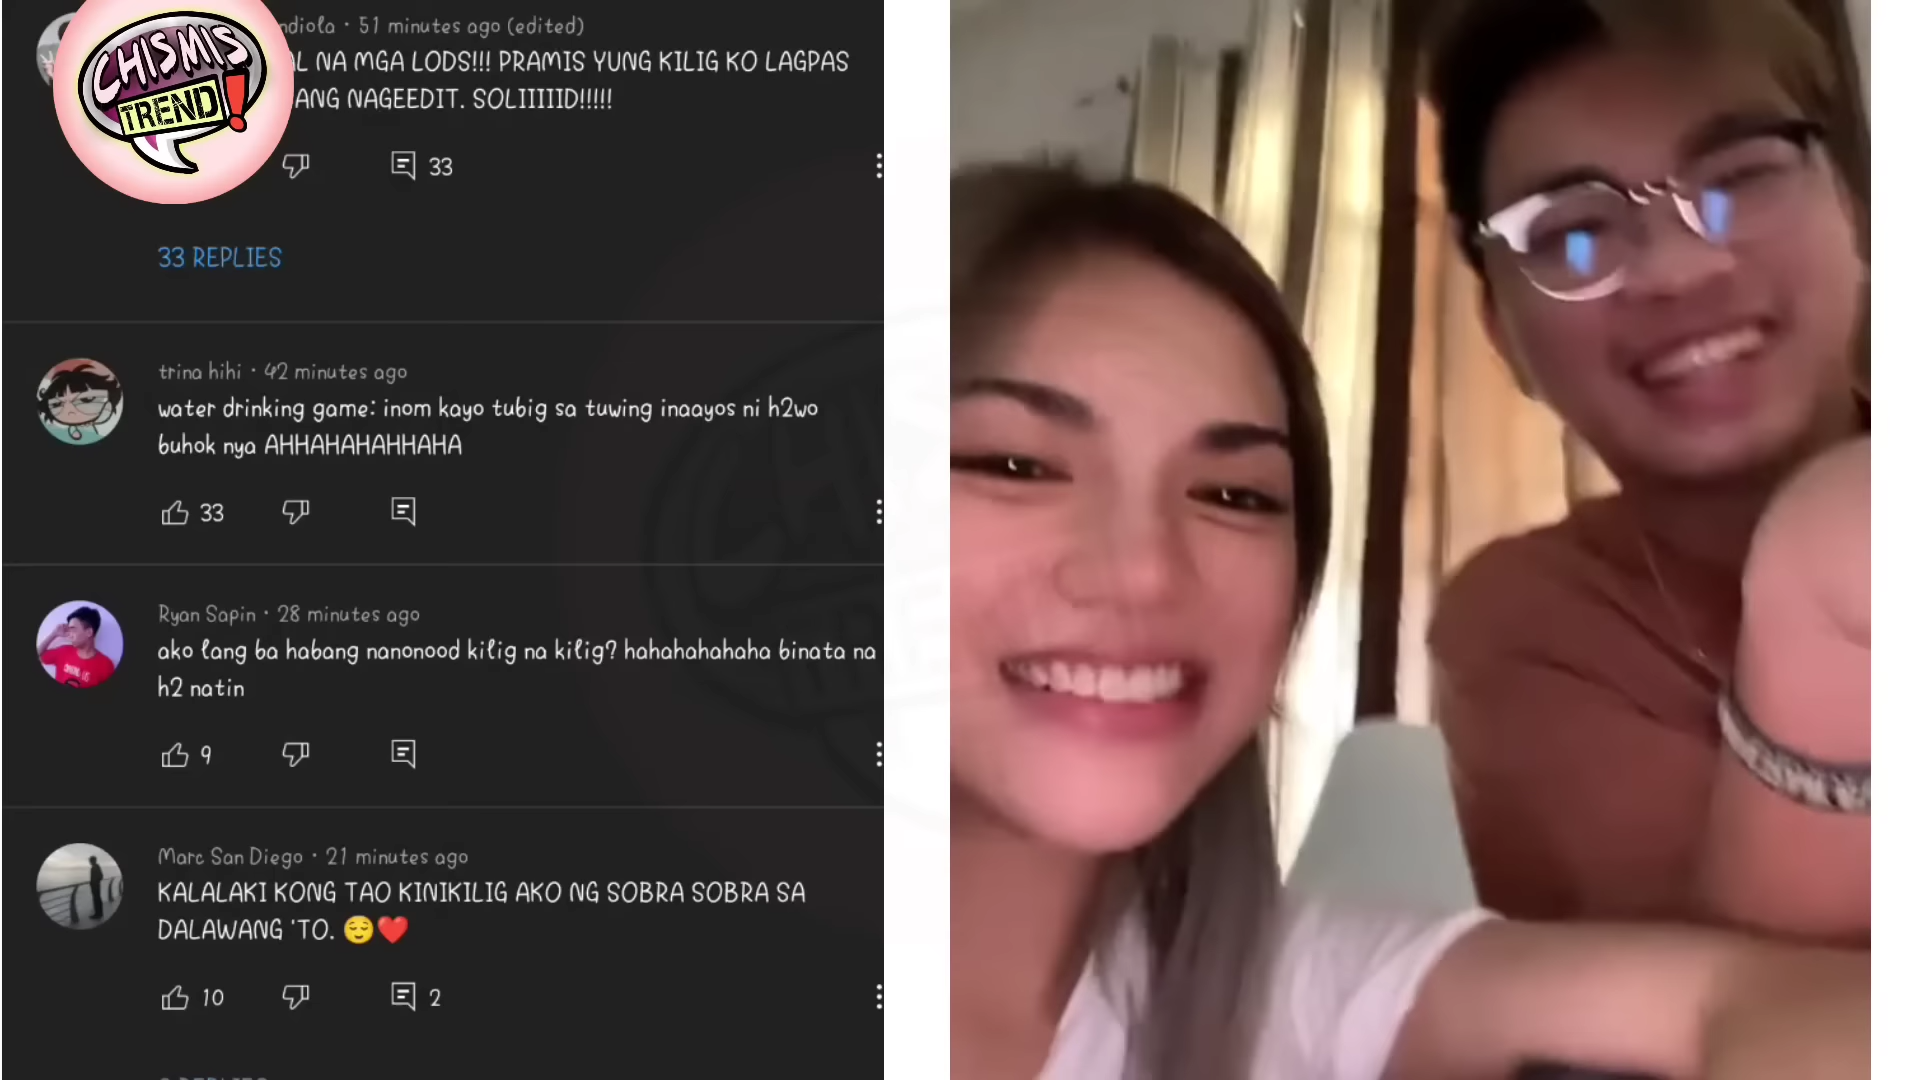 CHISMIS
TREND!
ndiola · 51 minutes ago (edited)
AL NA MGA LODS!!! PRAMIS YUNG KILIG KO LAGPAS
ANG NAGEEDIT. SOLIIIIID!!!!!
33
33 REPLIES
trina hihi · 42 minutes ago
water drinking game: inom kayo tubig sa tuwing inaayos ni h2wo
buhok nya AHHAHAHAHHAHA
33
Ryan Sapin · 28 minutes ago
ako lang ba habang nanonood kilig na kilig? hahahahahaha binata na
h2 natin
9
Marc San Diego · 21 minutes ago
KALALAKI KONG TAO KINIKILIG AKO NG SOBRA SOBRA SA
DALAWANG 'TO. 😌❤️
10 2